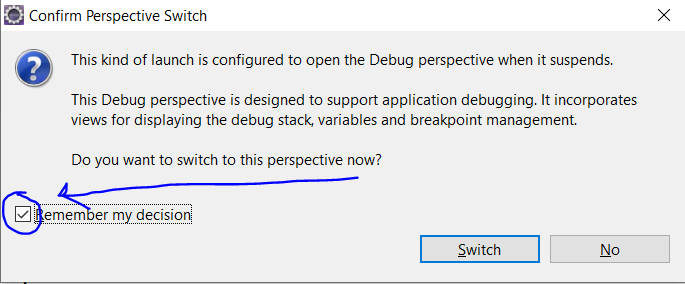 Confirm Perspective Switch
This kind of launch is configured to open the Debug perspective when it suspends.
This Debug perspective is designed to support application debugging. It incorporates
views for displaying the debug stack, variables and breakpoint management.
Do you want to switch to this perspective now?
Remember my decision
Switch
No